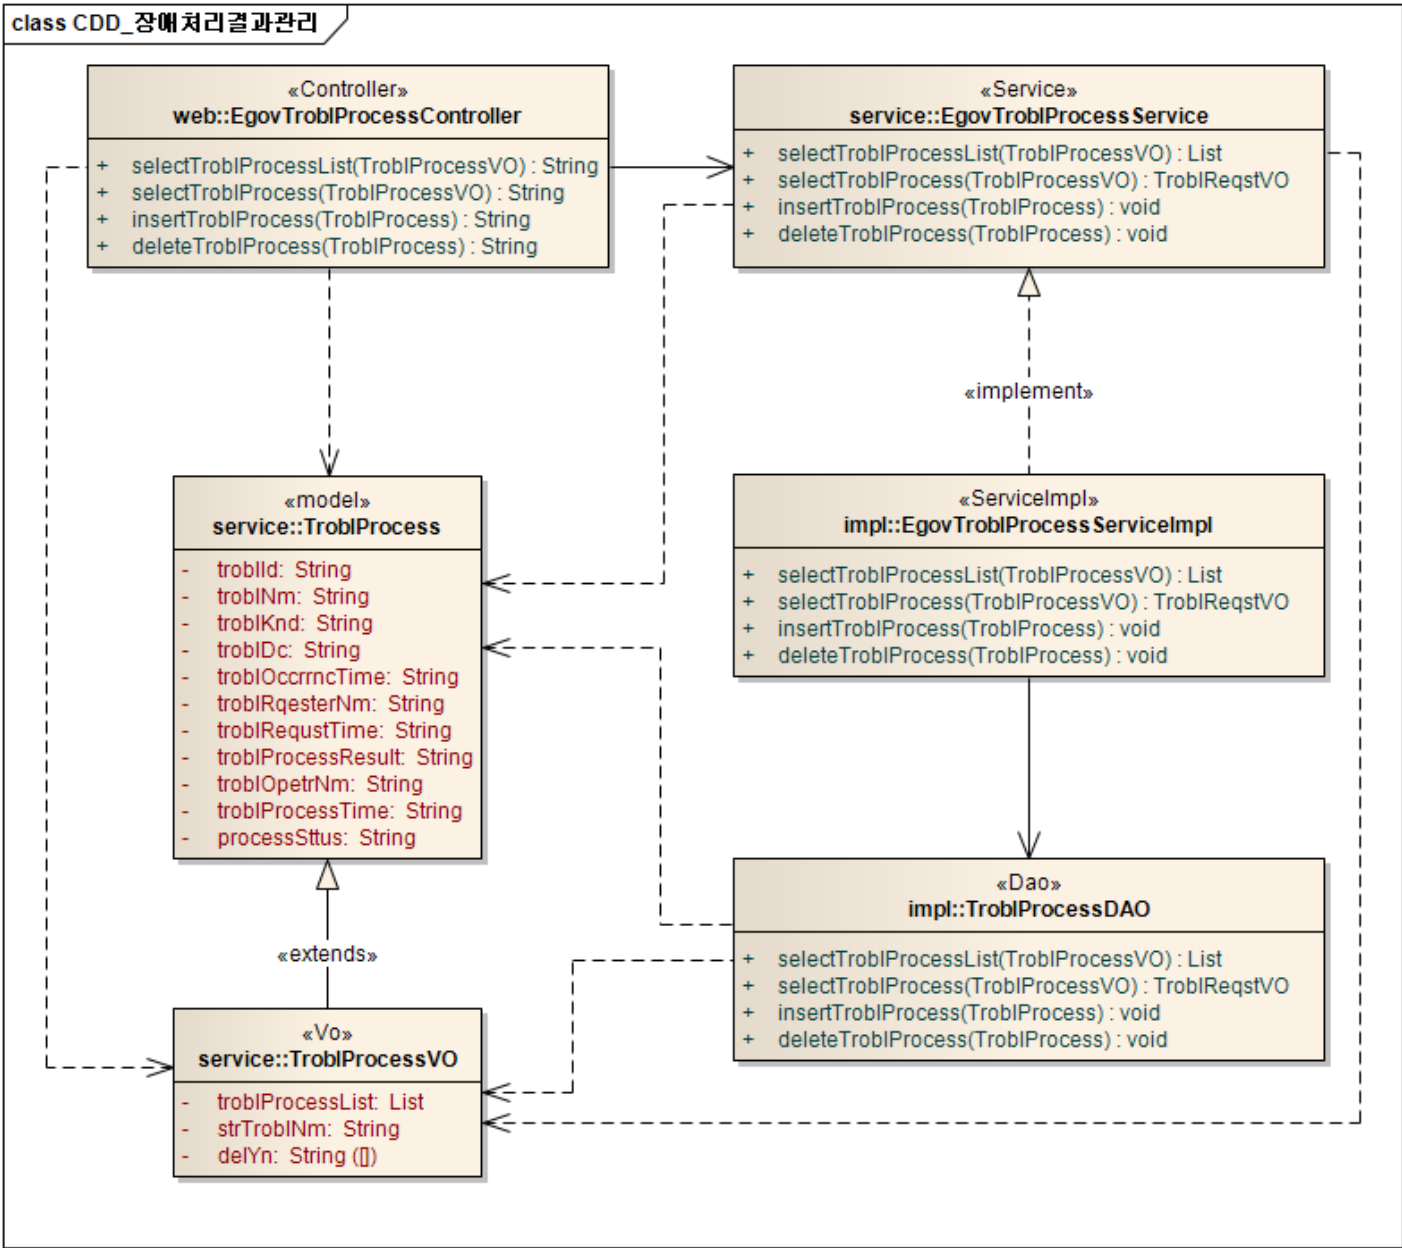 class CDD_장애처리결과관리
«Controller»
web::EgovTroblProcessController
+ selectTroblProcessList(TroblProcessVO) : String
+ selectTroblProcess(TroblProcessVO) : String
+ insertTroblProcess(TroblProcess) : String
+ deleteTroblProcess(TroblProcess) : String
«Service»
service::EgovTroblProcessService
+ selectTroblProcessList(TroblProcessVO) : List
+ selectTroblProcess(TroblProcessVO) : TroblReqstVO
+ insertTroblProcess(TroblProcess) : void
+ deleteTroblProcess(TroblProcess) : void
«implement»
«model»
service::TroblProcess
- troblId: String
- troblNm: String
- troblKnd: String
- troblDc: String
- troblOccrrncTime: String
- troblRqesterNm: String
- troblRequstTime: String
- troblProcessResult: String
- troblOpetrNm: String
- troblProcessTime: String
- processSttus: String
«ServiceImpl»
impl::EgovTroblProcessServiceImpl
+ selectTroblProcessList(TroblProcessVO) : List
+ selectTroblProcess(TroblProcessVO) : TroblReqstVO
+ insertTroblProcess(TroblProcess) : void
+ deleteTroblProcess(TroblProcess) : void
«extends»
«Dao»
impl::TroblProcessDAO
+ selectTroblProcessList(TroblProcessVO) : List
+ selectTroblProcess(TroblProcessVO) : TroblReqstVO
+ insertTroblProcess(TroblProcess) : void
+ deleteTroblProcess(TroblProcess) : void
«Vo»
service::TroblProcessVO
- troblProcessList: List
- strTroblNm: String
- delYn: String ([])